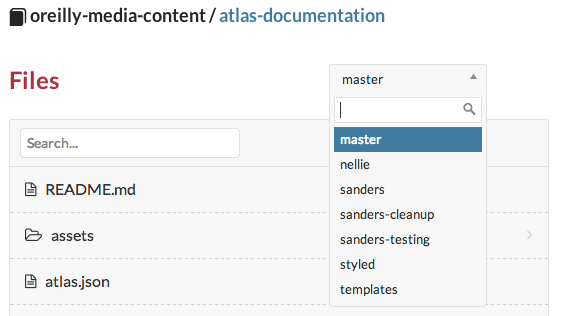 oreilly-media-content / atlas-documentation
Files
master
Search...
master
nellie
README.md
sanders
sanders-cleanup
assets
sanders-testing
styled
atlas.json
templates